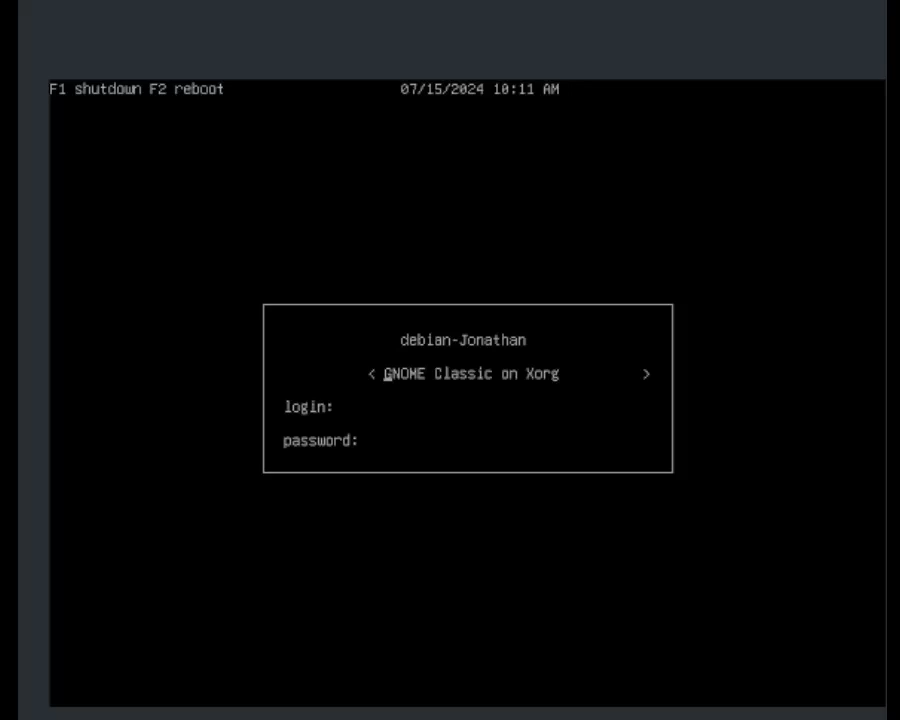 F1 shutdown F2 reboot 07/15/2024 10:11 AM
debian-Jonathan
< GNOME Classic on Xorg >
login:
password: